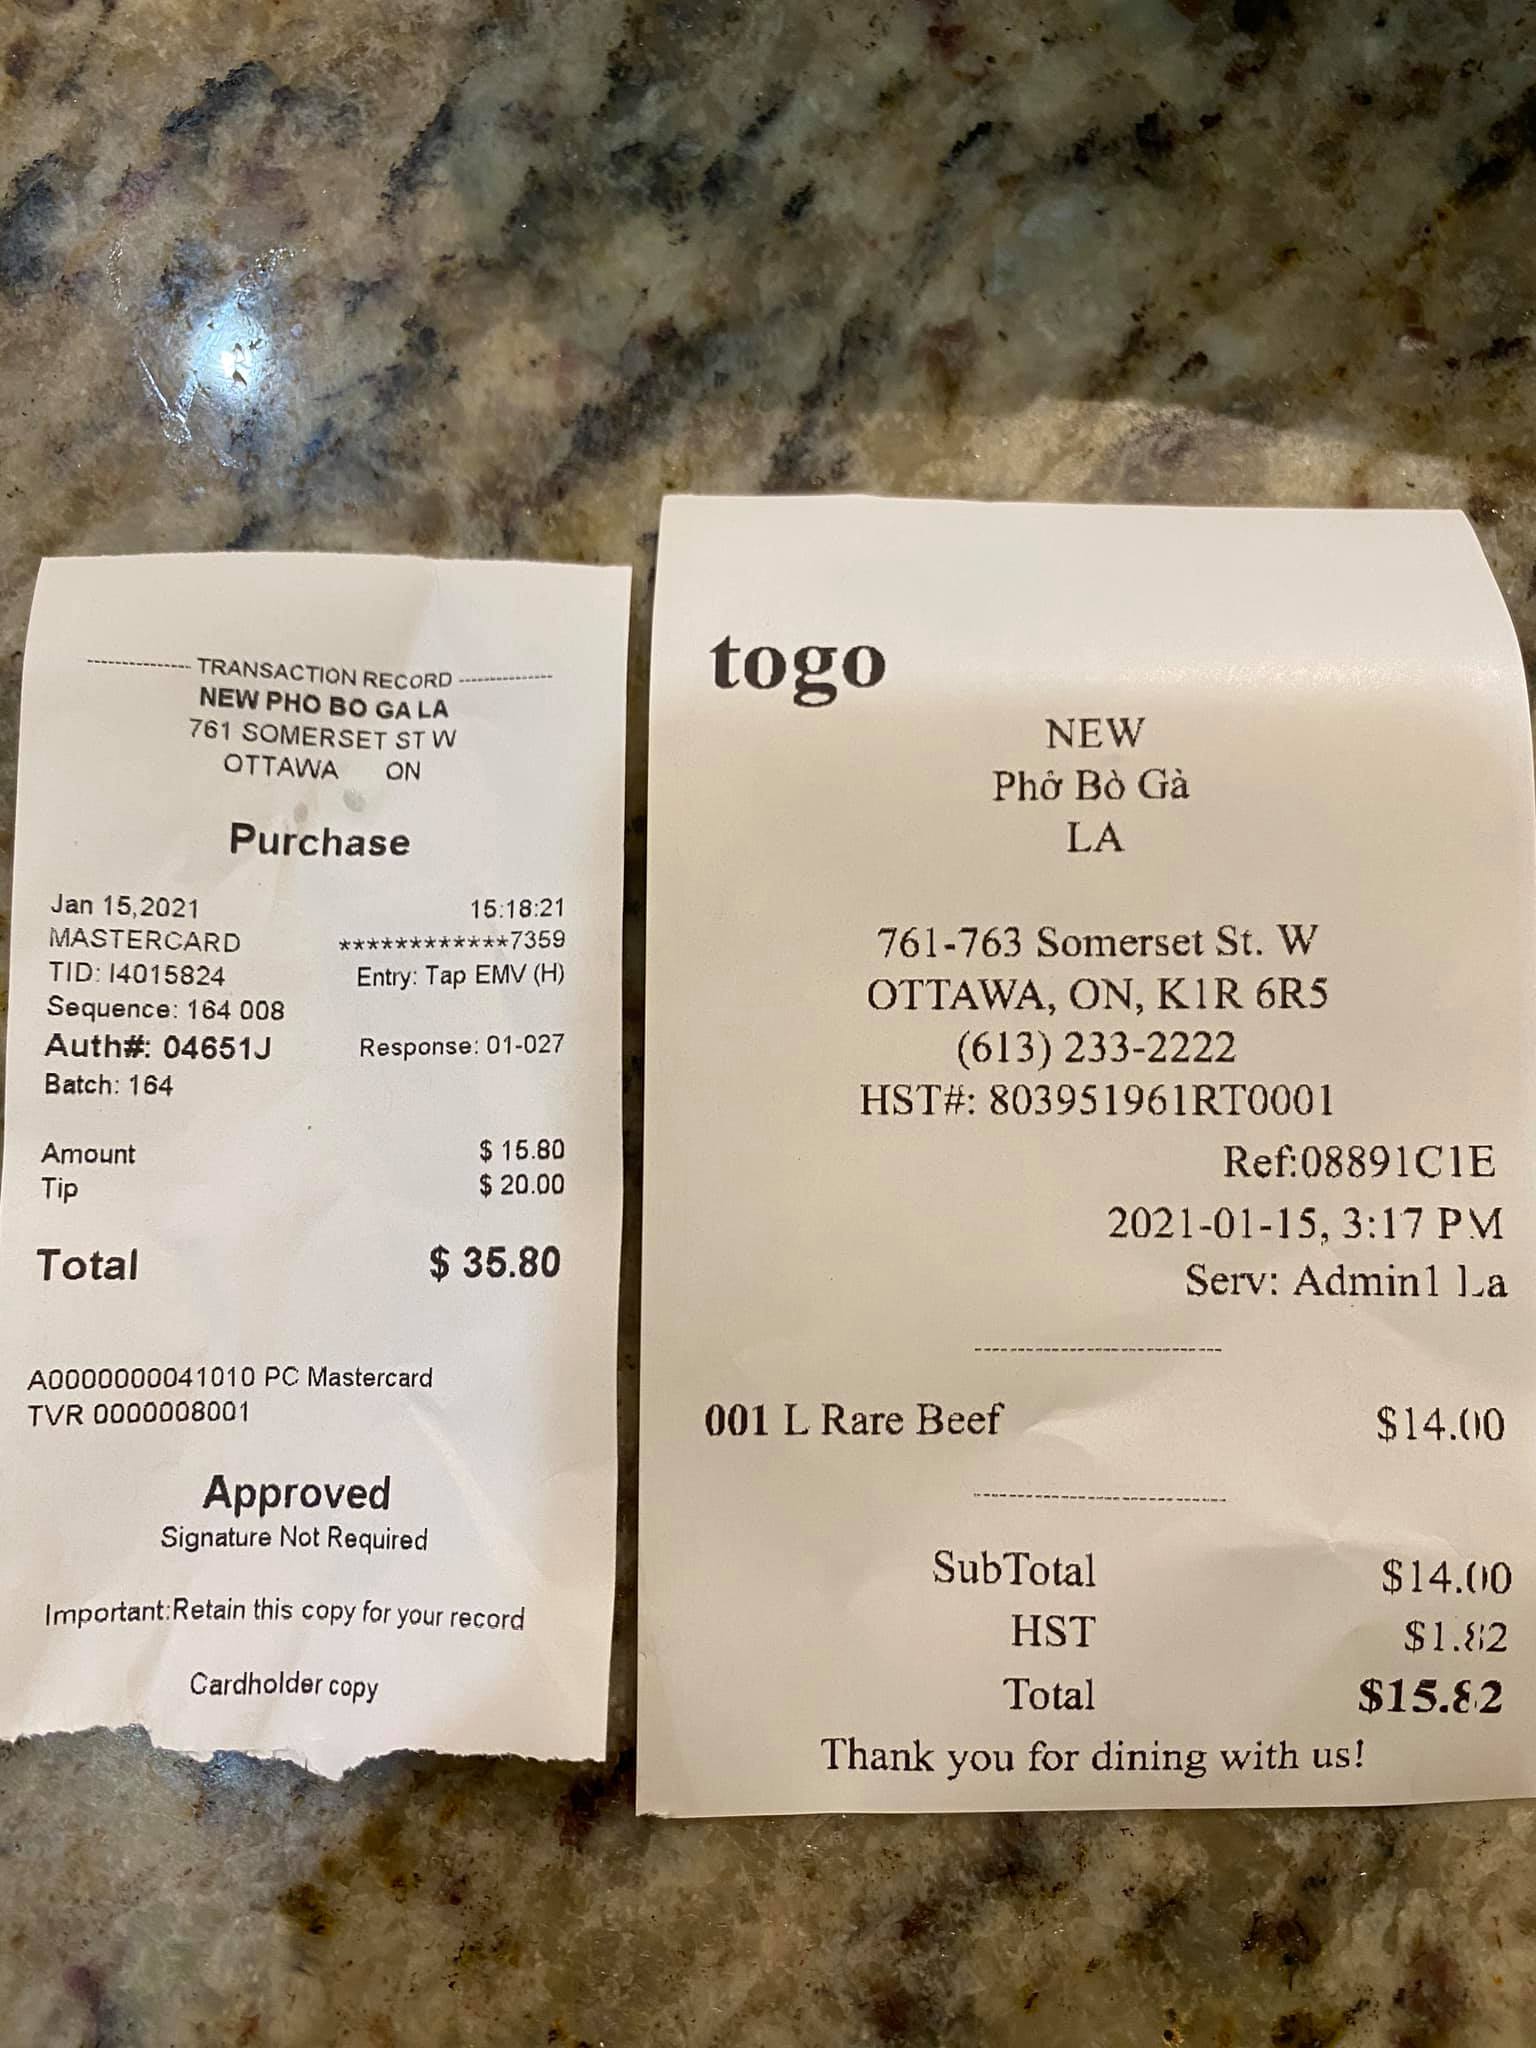 --------------- TRANSACTION RECORD ---------------
NEW PHO BO GA LA
761 SOMERSET ST W
OTTAWA ON
Purchase
Jan 15,2021 15:18:21
MASTERCARD ************7359
TID: I4015824 Entry: Tap EMV (H)
Sequence: 164 008
Auth#: 04651J Response: 01-027
Batch: 164
Amount $ 15.80
Tip $ 20.00
Total $ 35.80
A0000000041010 PC Mastercard
TVR 0000008001
Approved
Signature Not Required
Important:Retain this copy for your record
Cardholder copy
togo
NEW
Phở Bò Gà
LA
761-763 Somerset St. W
OTTAWA, ON, K1R 6R5
(613) 233-2222
HST#: 803951961RT0001
Ref:08891C1E
2021-01-15, 3:17 PM
Serv: Admin1 La
------------------------------
001 L Rare Beef $14.00
------------------------------
SubTotal $14.00
HST $1.82
Total $15.82
Thank you for dining with us!